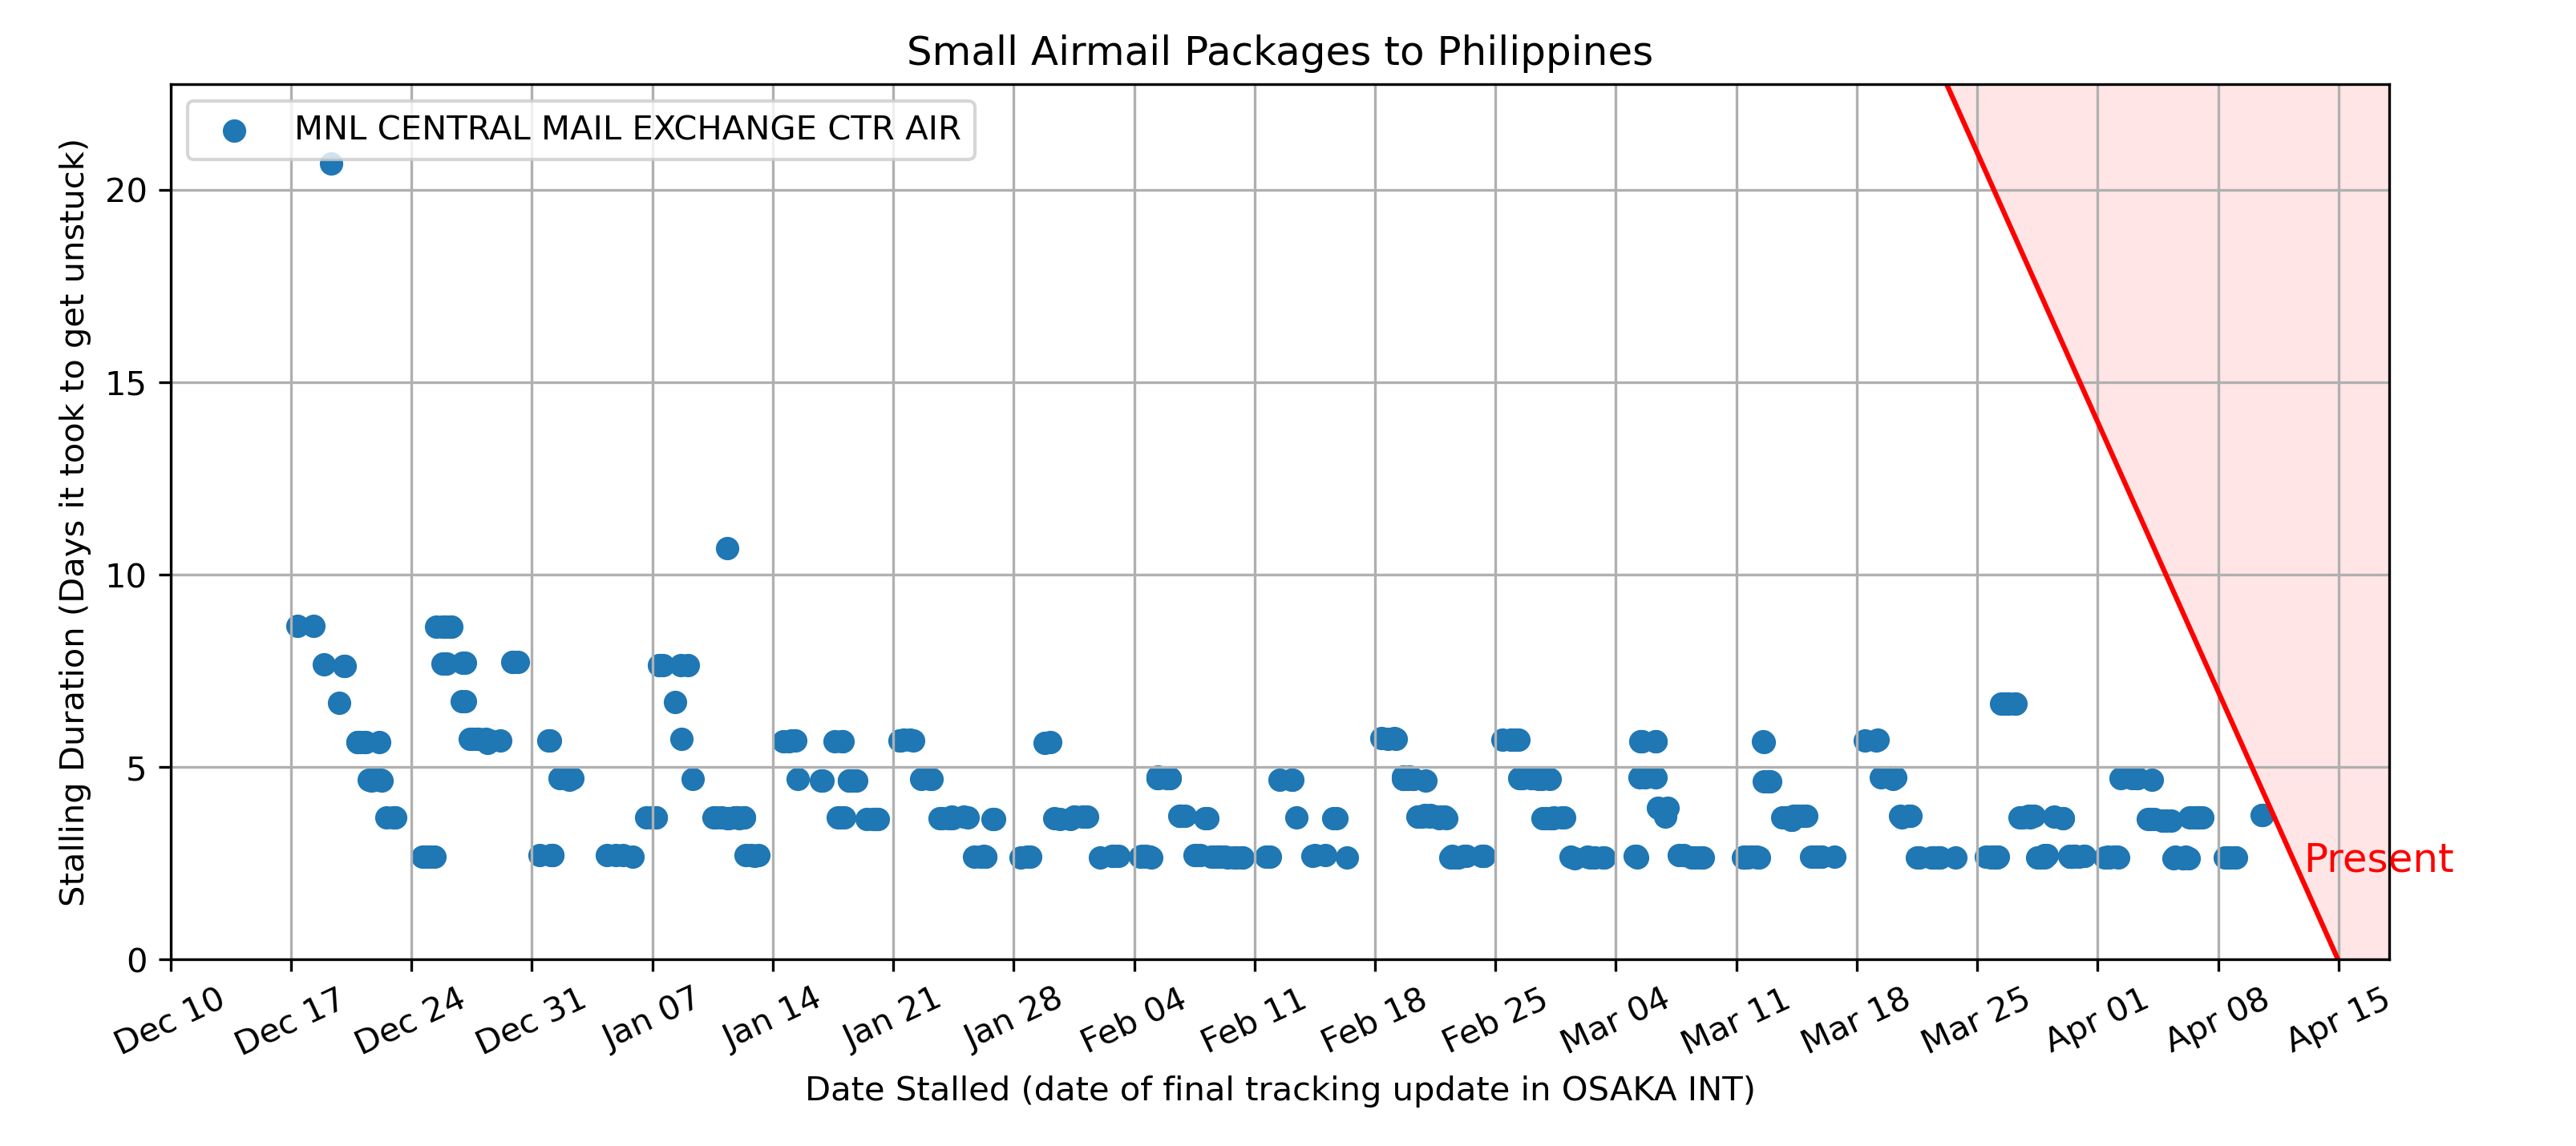 Small Airmail Packages to Philippines
MNL CENTRAL MAIL EXCHANGE CTR AIR
Stalling Duration (Days it took to get unstuck)
20
15
10
5
0
Present
Dec 10
Dec 17
Dec 24
Dec 31
Jan 07
Jan 14
Jan 21
Jan 28
Feb 04
Feb 11
Feb 18
Feb 25
Mar 04
Mar 11
Mar 18
Mar 25
Apr 01
Apr 08
Apr 15
Date Stalled (date of final tracking update in OSAKA INT)